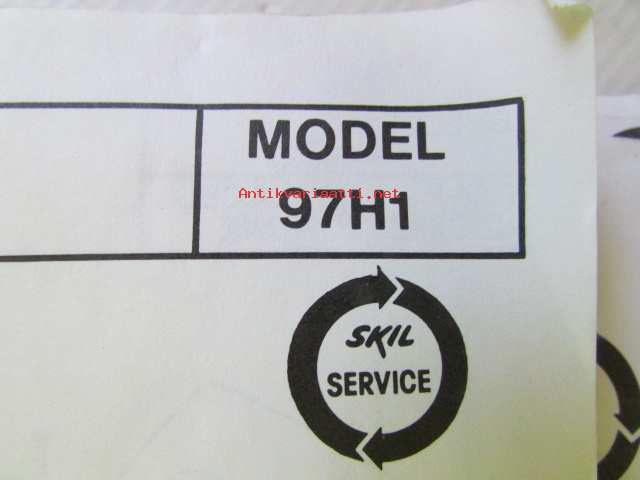 MODEL
Antikvariaatti.net
97H1
SKIL
SERVICE